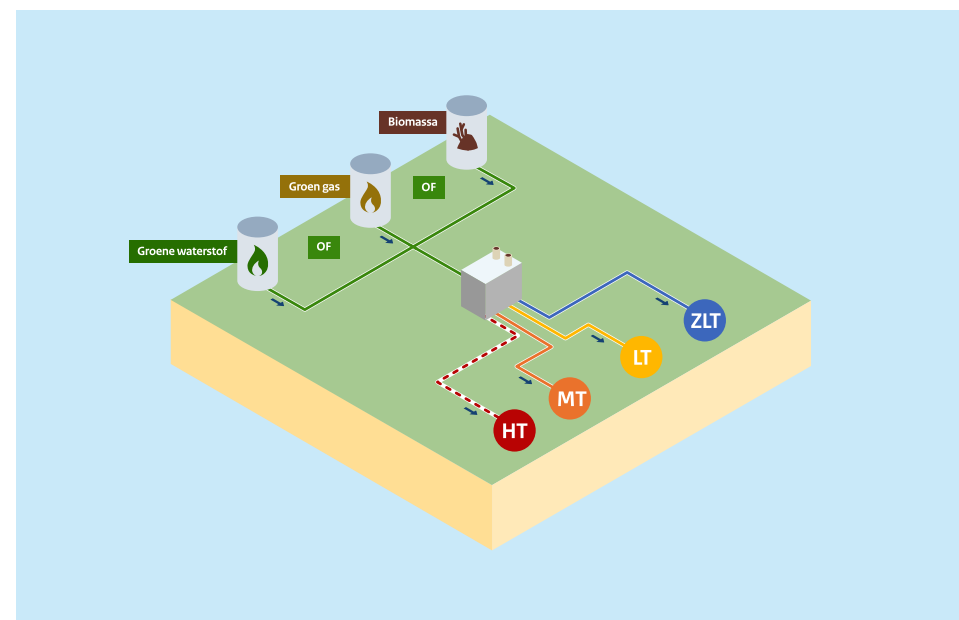 Biomassa
Groen gas
OF
Groene waterstof
OF
ZLT
LT
MT
HT